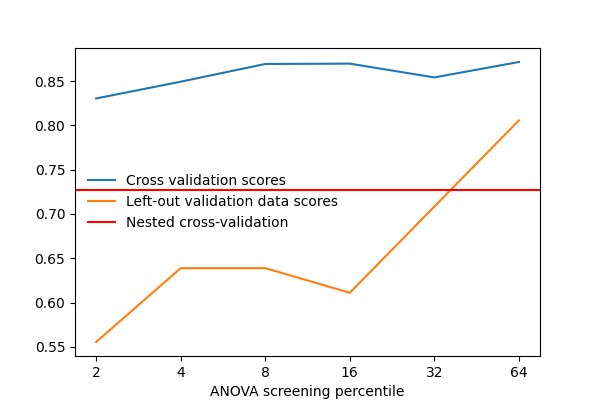 0.85
0.80
0.75
0.70
0.65
0.60
0.55
Cross validation scores
Left-out validation data scores
Nested cross-validation
2 4 8 16 32 64
ANOVA screening percentile